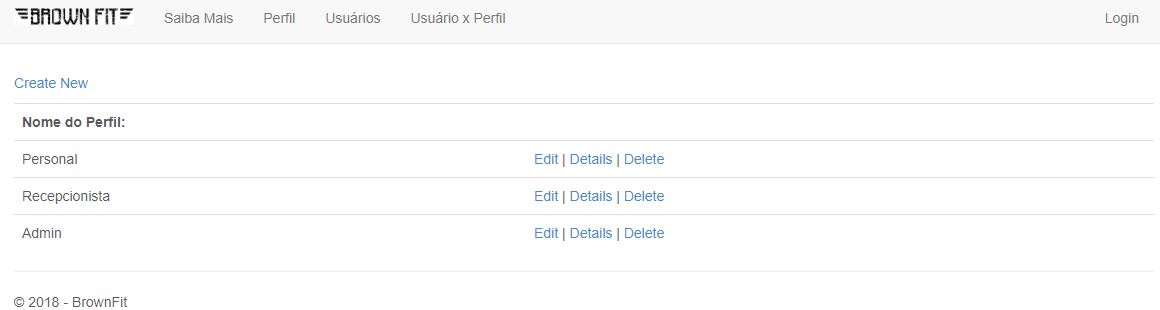 BROWN FIT Saiba Mais Perfil Usuários Usuário x Perfil Login
Create New
Nome do Perfil:
Personal Edit | Details | Delete
Recepcionista Edit | Details | Delete
Admin Edit | Details | Delete
© 2018 - BrownFit